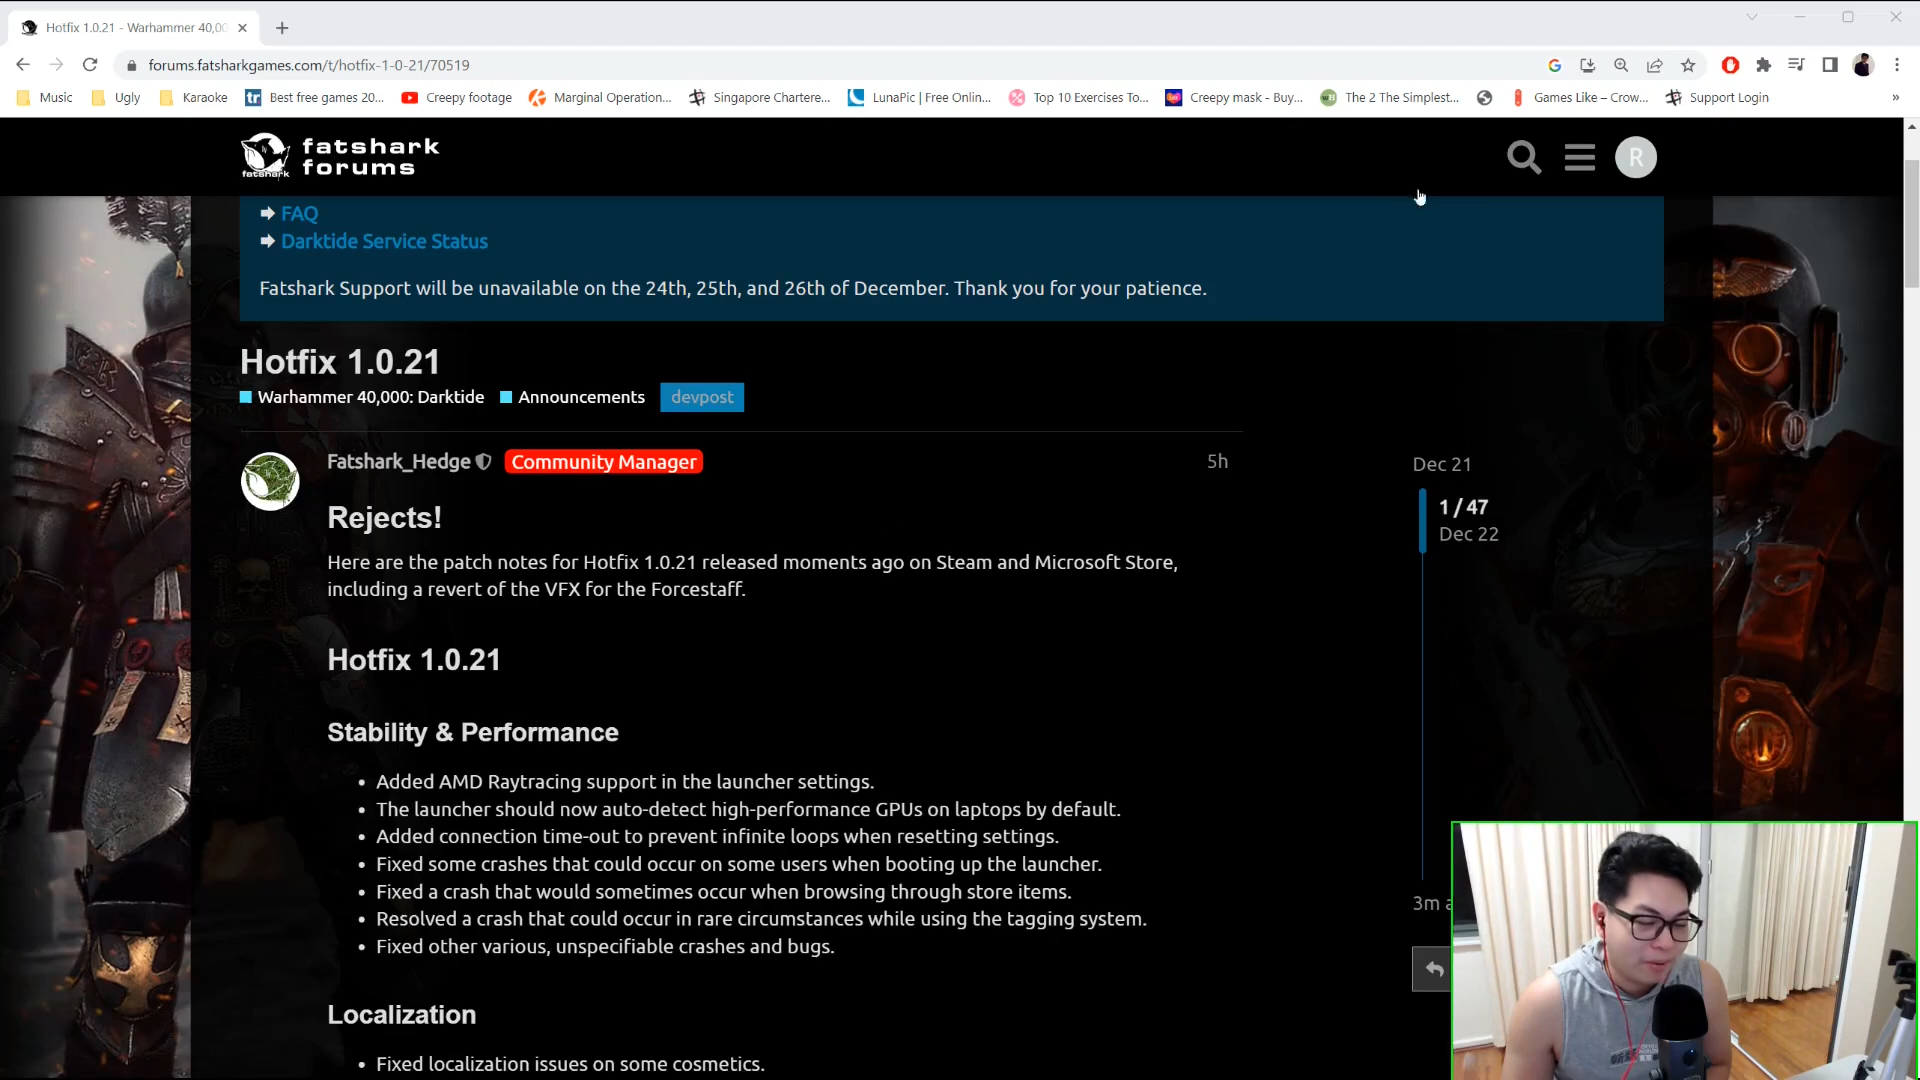 Hotfix 1.0.21 - Warhammer 40,00
forums.fatsharkgames.com/t/hotfix-1-0-21/70519
Music
Ugly
Karaoke
Best free games 20...
Creepy footage
Marginal Operation...
Singapore Chartere...
LunaPic | Free Onlin...
Top 10 Exercises To...
Creepy mask - Buy...
The 2 The Simplest...
Games Like – Crow...
Support Login
»
fatshark
forums
fatshark
R
FAQ
Darktide Service Status
Fatshark Support will be unavailable on the 24th, 25th, and 26th of December. Thank you for your patience.
Hotfix 1.0.21
Warhammer 40,000: Darktide
Announcements
devpost
Fatshark_Hedge
Community Manager
5h
Dec 21
1 / 47
Dec 22
Rejects!
Here are the patch notes for Hotfix 1.0.21 released moments ago on Steam and Microsoft Store,
including a revert of the VFX for the Forcestaff.
Hotfix 1.0.21
Stability & Performance
• Added AMD Raytracing support in the launcher settings.
• The launcher should now auto-detect high-performance GPUs on laptops by default.
• Added connection time-out to prevent infinite loops when resetting settings.
• Fixed some crashes that could occur on some users when booting up the launcher.
• Fixed a crash that would sometimes occur when browsing through store items.
3m a
• Resolved a crash that could occur in rare circumstances while using the tagging system.
• Fixed other various, unspecifiable crashes and bugs.
Localization
• Fixed localization issues on some cosmetics.